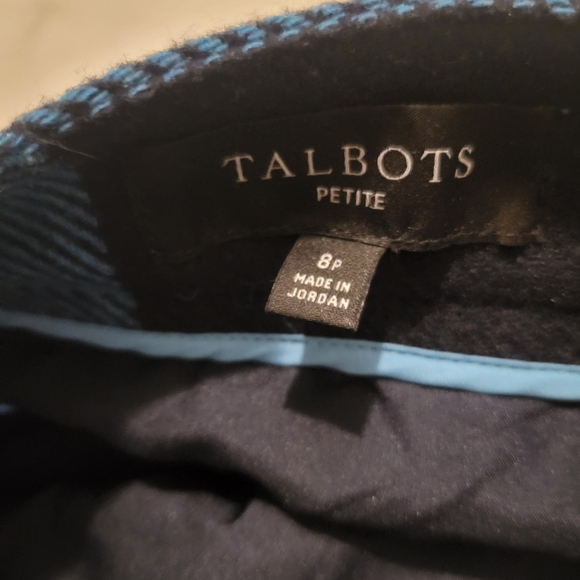 TALBOTS
PETITE
8P
MADE IN
JORDAN